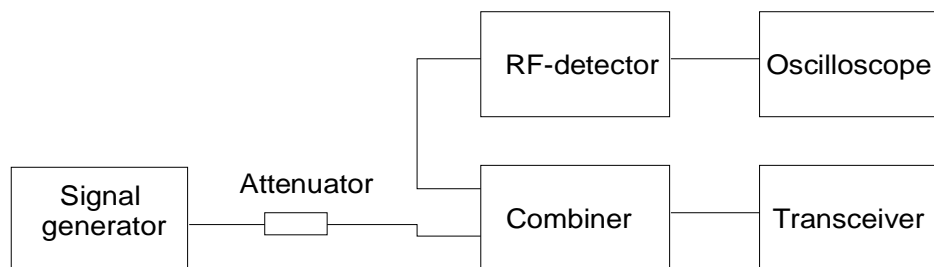 RF-detector
Oscilloscope
Attenuator
Signal
generator
Combiner
Transceiver